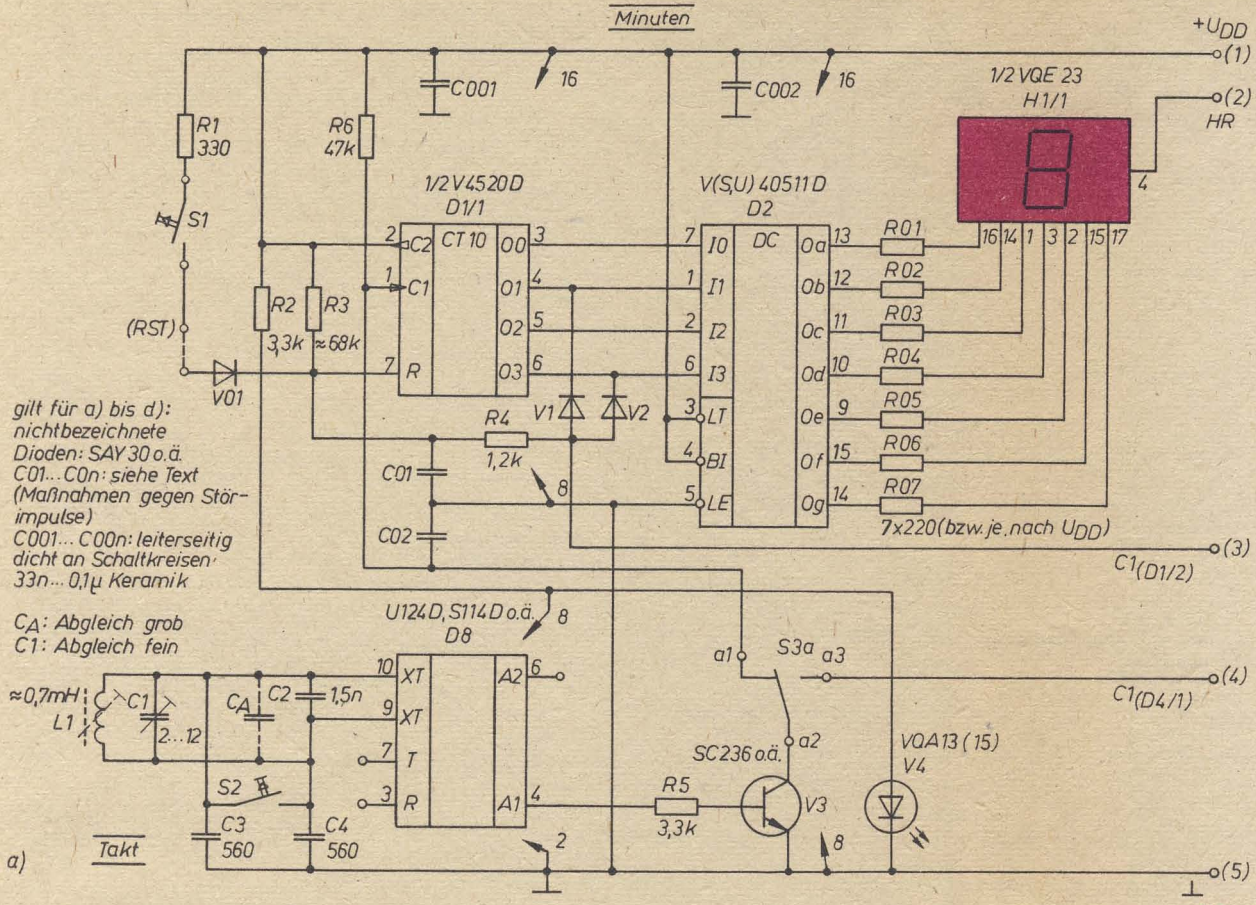 Minuten
+UDD
(1)
C001
16
C002
16
1/2 VQE 23
H1/1
(2)
HR
R1
330
R6
47k
4
S1
1/2 V4520D
D1/1
V(S,U) 40511D
D2
2
C2
CT 10
O0
3
7
I0
DC
Oa
13
R01
16
14
1
3
2
15
17
1
C1
O1
4
1
I1
Ob
12
R02
R2
3,3k
R3
≈68k
O2
5
2
I2
Oc
11
R03
(RST)
7
R
O3
6
6
I3
Od
10
R04
V01
V1
V2
3
LT
Oe
9
R05
R4
1,2k
4
BI
Of
15
R06
C01
8
5
LE
Og
14
R07
C02
7x220 (bzw. je nach UDD)
(3)
C1(D1/2)
gilt für a) bis d):
nichtbezeichnete
Dioden: SAY 30 o.ä.
C01...C0n: siehe Text
(Maßnahmen gegen Stör-
impulse)
C001...C00n: leiterseitig
dicht an Schaltkreisen
33n...0,1µ Keramik
CA: Abgleich grob
C1: Abgleich fein
U124D, S114D o.ä.
D8
8
≈0,7mH
L1
C1
2...12
CA
C2
1,5n
10
XT
A2
6
9
XT
7
T
3
R
A1
4
2
a1
S3a
a3
(4)
C1(D4/1)
a2
S2
C3
560
C4
560
R5
3,3k
SC236 o.ä.
V3
8
VQA13 (15)
V4
a)
Takt
(5)